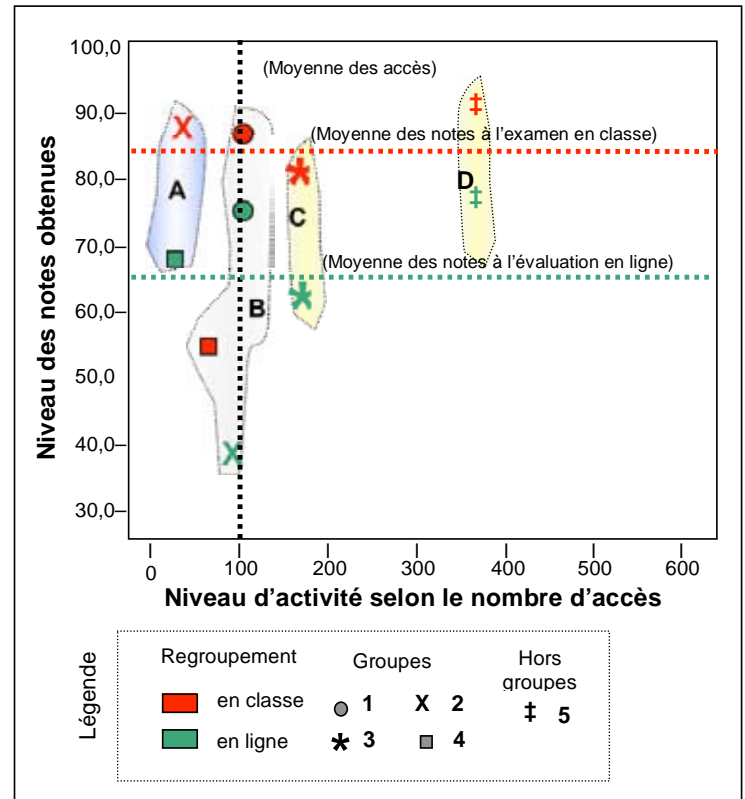 Niveau des notes obtenues
100,0
90,0
80,0
70,0
60,0
50,0
40,0
30,0
(Moyenne des accès)
(Moyenne des notes à l'examen en classe)
(Moyenne des notes à l'évaluation en ligne)
X
A
B
C
D
X
0 100 200 300 400 500 600
Niveau d'activité selon le nombre d'accès
Légende
Regroupement
en classe
en ligne
Groupes
1 X 2
3 4
Hors
groupes
‡ 5